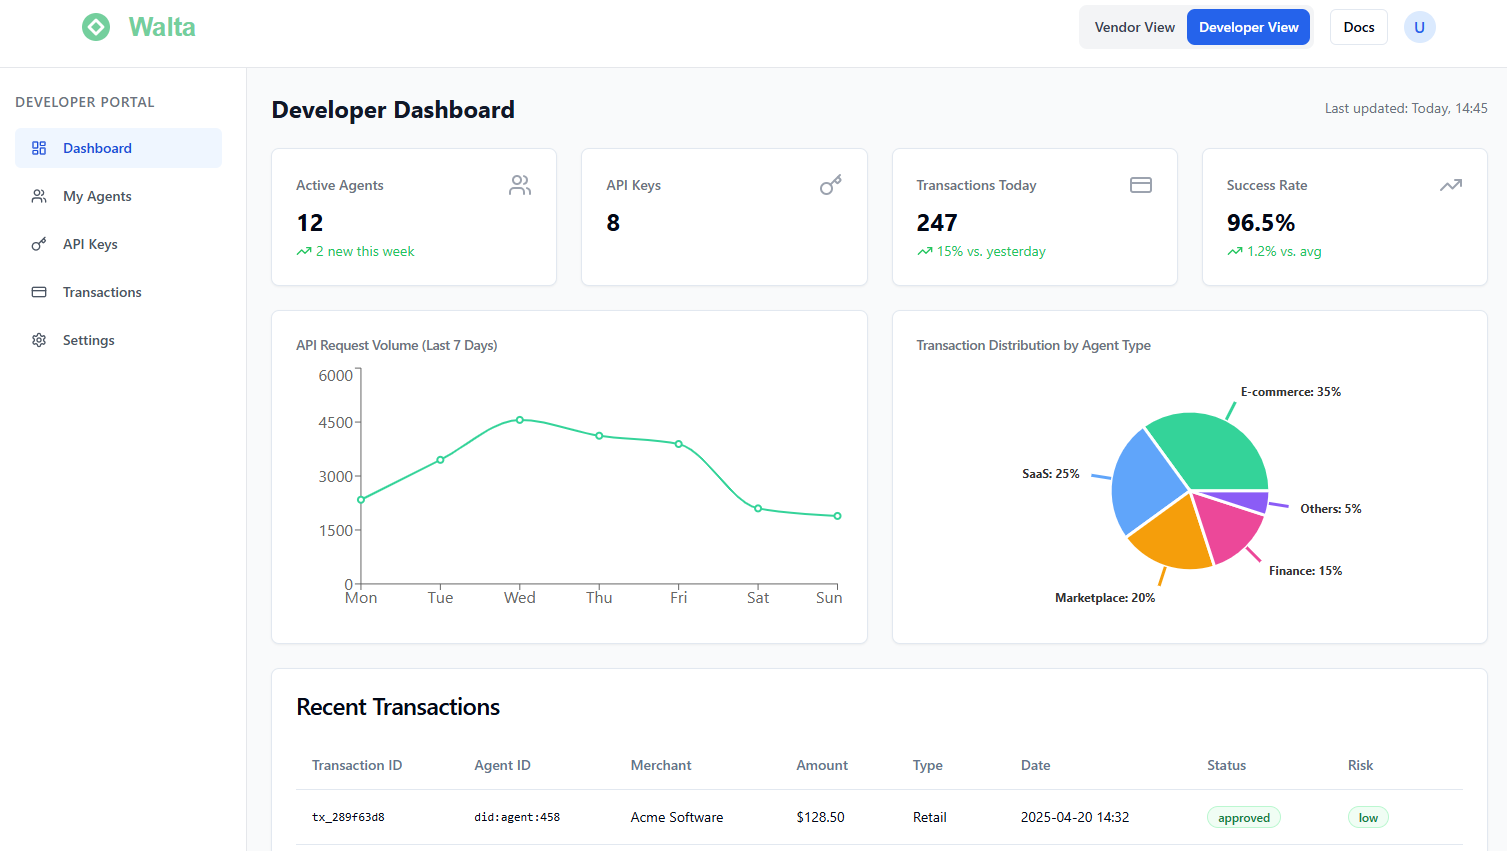 Walta
Vendor View
Developer View
Docs
U
DEVELOPER PORTAL
Dashboard
My Agents
API Keys
Transactions
Settings
Developer Dashboard
Last updated: Today, 14:45
Active Agents
12
2 new this week
API Keys
8
Transactions Today
247
15% vs. yesterday
Success Rate
96.5%
1.2% vs. avg
API Request Volume (Last 7 Days)
6000
4500
3000
1500
0
Mon Tue Wed Thu Fri Sat Sun
Transaction Distribution by Agent Type
E-commerce: 35%
SaaS: 25%
Others: 5%
Finance: 15%
Marketplace: 20%
Recent Transactions
Transaction ID Agent ID Merchant Amount Type Date Status Risk
tx_289f63d8 did:agent:458 Acme Software $128.50 Retail 2025-04-20 14:32 approved low